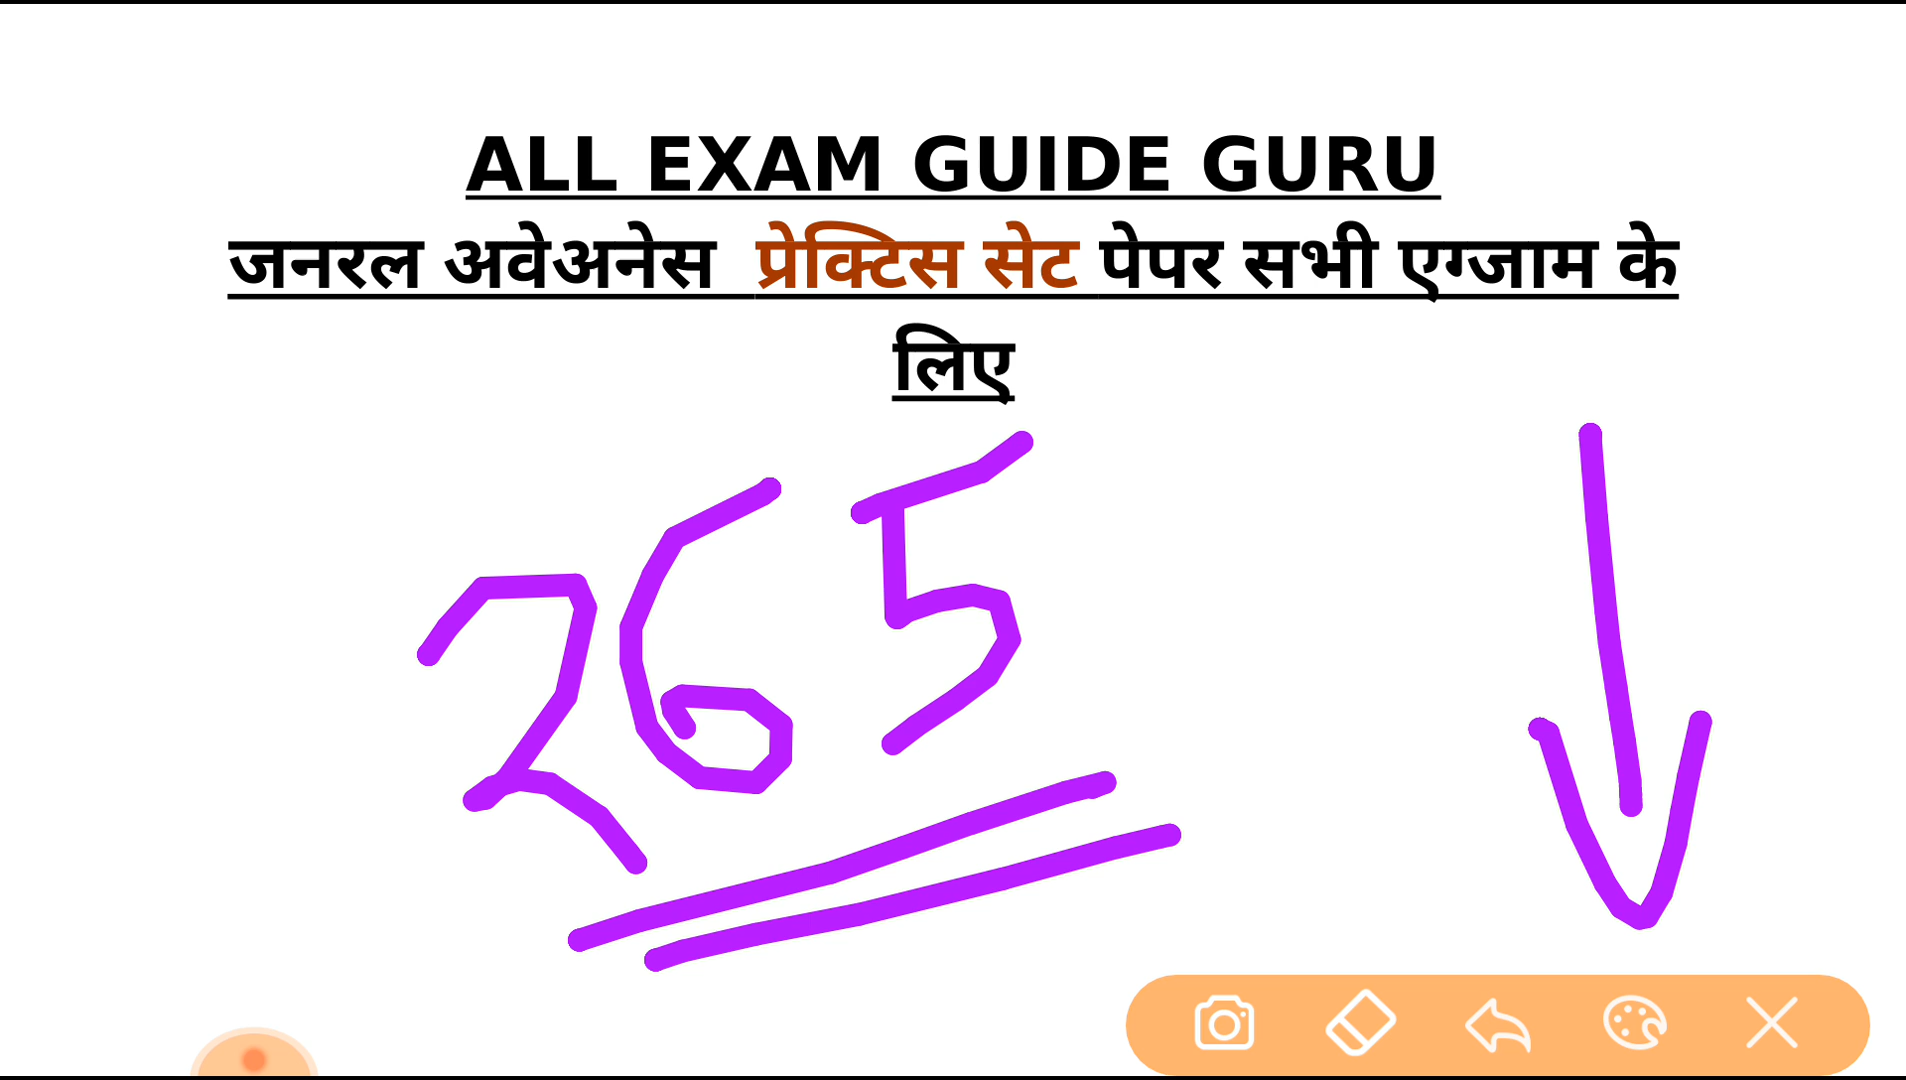 ALL EXAM GUIDE GURU
जनरल अवेअनेस प्रेक्टिस सेट पेपर सभी एग्जाम के
लिए
265